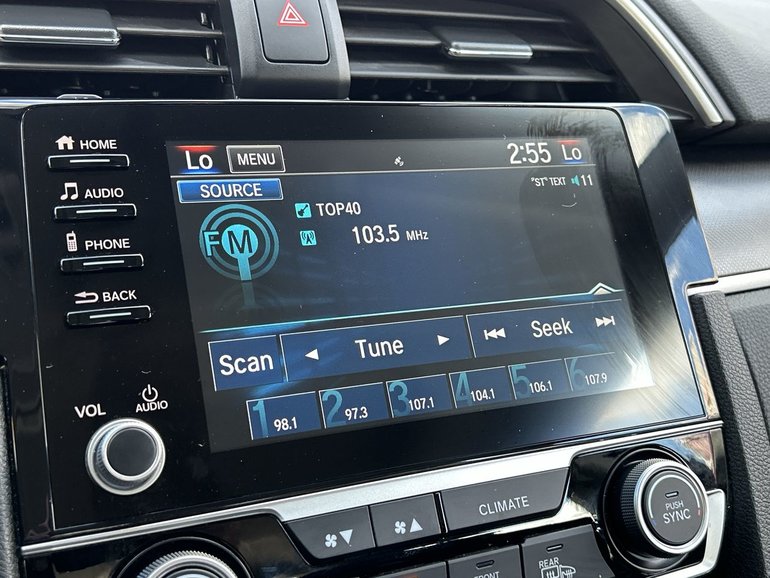 HOME
AUDIO
PHONE
BACK
VOL
AUDIO
Lo MENU 2:55 Lo
SOURCE "ST" TEXT 11
FM TOP40
103.5 MHz
Scan Tune Seek
1 98.1 2 97.3 3 107.1 4 104.1 5 106.1 6 107.9
CLIMATE
PUSH
SYNC
FRONT
REAR